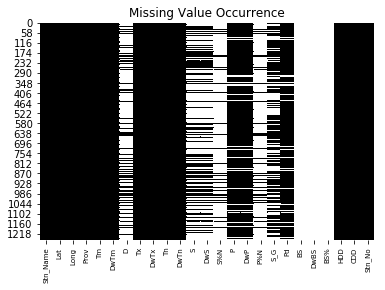 Missing Value Occurrence
0
58
116
174
232
290
348
406
464
522
580
638
696
754
812
870
928
986
1044
1102
1160
1218
Stn_Name
Lat
Long
Prov
Tm
DwTm
D
Tx
DwTx
Tn
DwTn
S
DwS
S%N
P
DwP
P%N
S_G
Pd
BS
DwBS
BS%
HDD
CDD
Stn_No